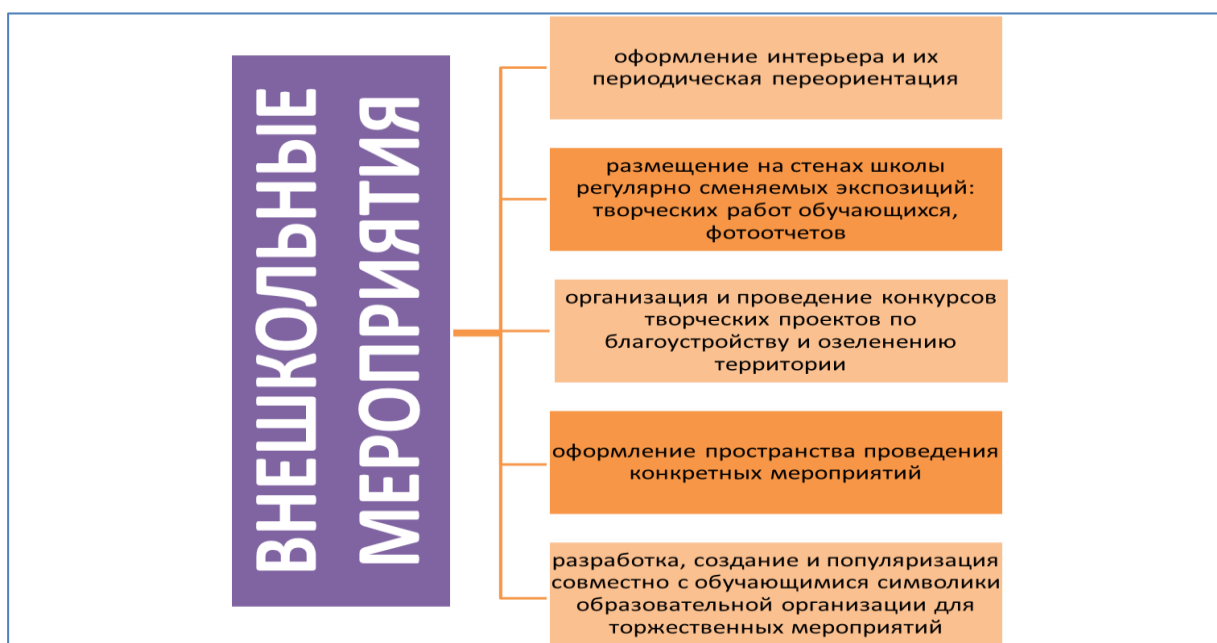 ВНЕШКОЛЬНЫЕ
МЕРОПРИЯТИЯ
оформление интерьера и их
периодическая переориентация
размещение на стенах школы
регулярно сменяемых экспозиций:
творческих работ обучающихся,
фотоотчетов
организация и проведение конкурсов
творческих проектов по
благоустройству и озеленению
территории
оформление пространства проведения
конкретных мероприятий
разработка, создание и популяризация
совместно с обучающимися символики
образовательной организации для
торжественных мероприятий